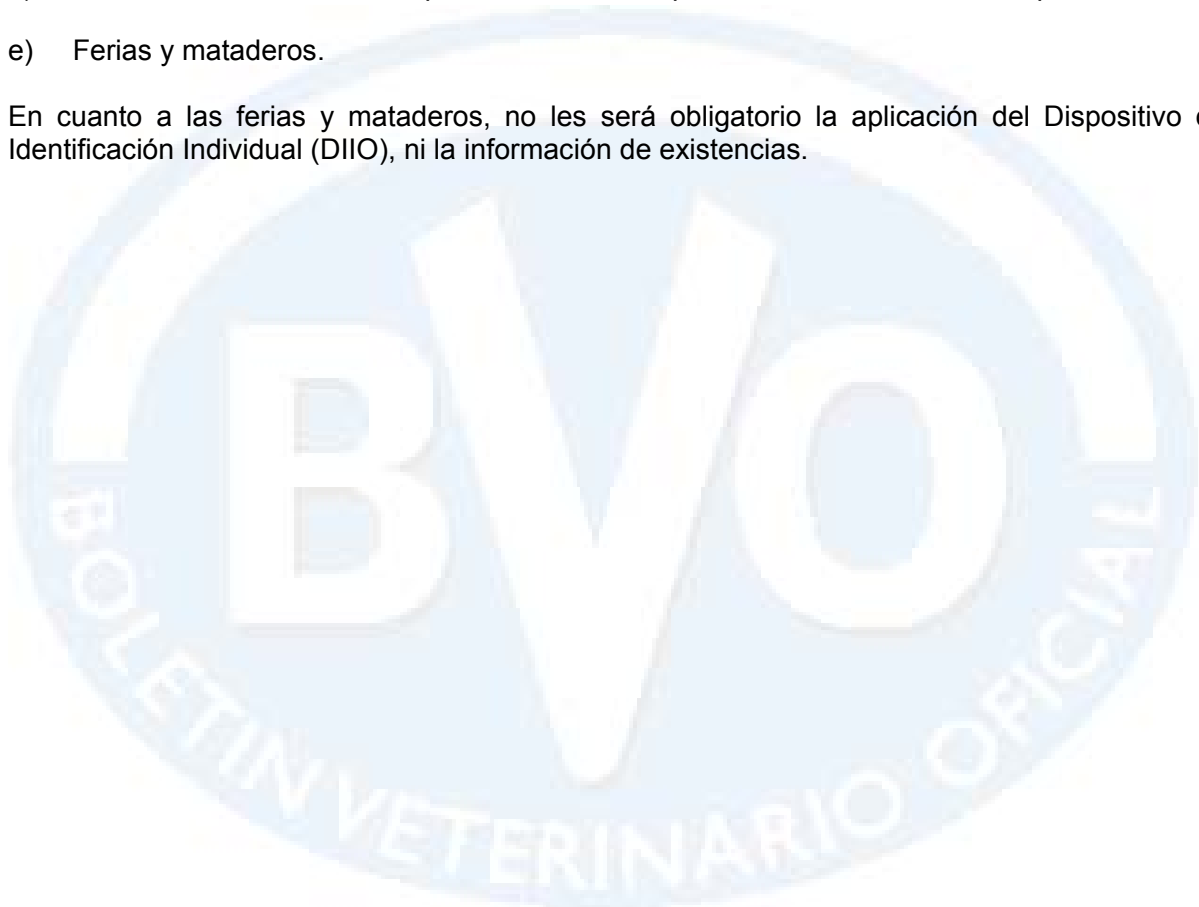 e) Ferias y mataderos.
En cuanto a las ferias y mataderos, no les será obligatorio la aplicación del Dispositivo
Identificación Individual (DIIO), ni la información de existencias.
BVO
BOLETIN VETERINARIO OFICIAL